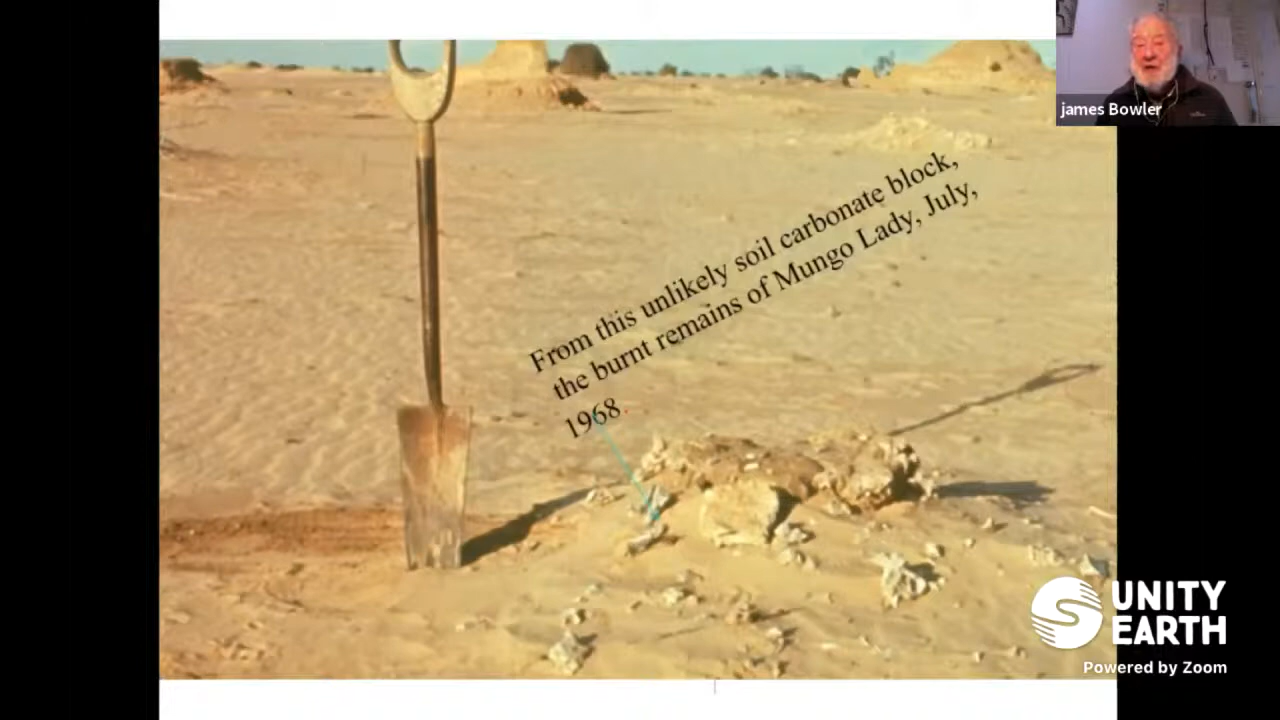 james Bowler
From this unlikely soil carbonate block,
the burnt remains of Mungo Lady, July,
1968.
UNITY
EARTH
Powered by Zoom